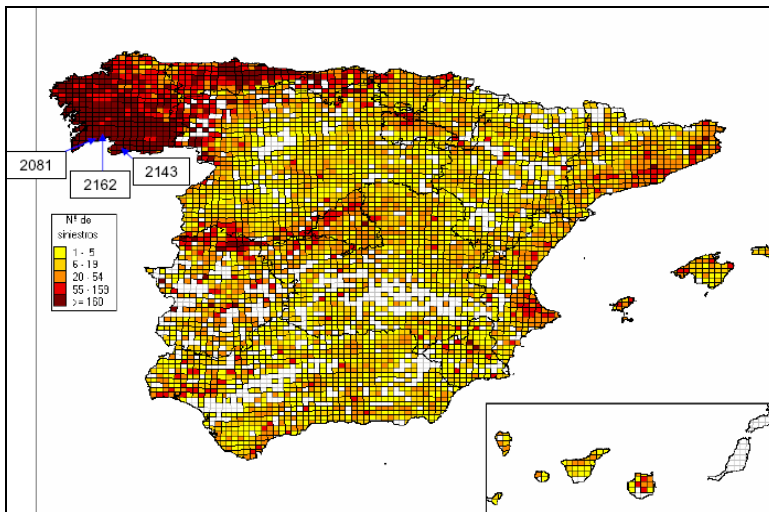 2081
2162
2143
Nº de
siniestros
1 - 5
6 - 19
20 - 54
55 - 159
>= 160